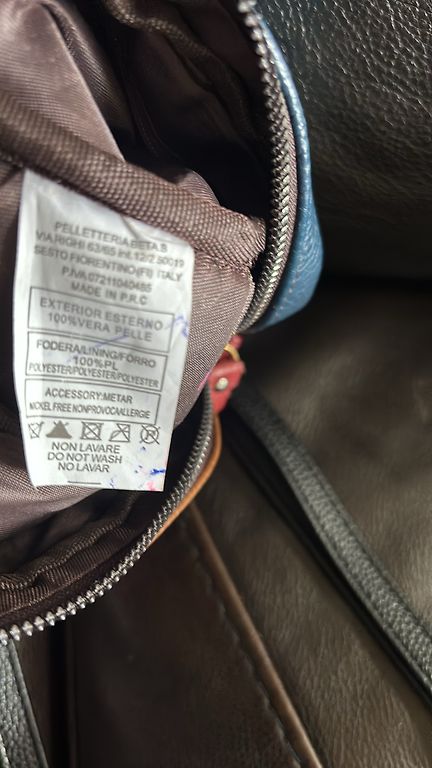 PELLETTERIA BETA.B
VIA RIGHI 63/65 Int.12/Z.50019
SESTO FIORENTINO(FI) ITALY
P.IVA 07211040485
MADE IN P.R.C
EXTERIOR ESTERNO
100%VERA PELLE
FODERA/LINING/FORRO
100%PL
POLYESTER/POLYESTER/POLYESTER
ACCESSORY:METAR
NICKEL FREE NONPROVOCA/ALLERGIE
NON LAVARE
DO NOT WASH
NO LAVAR